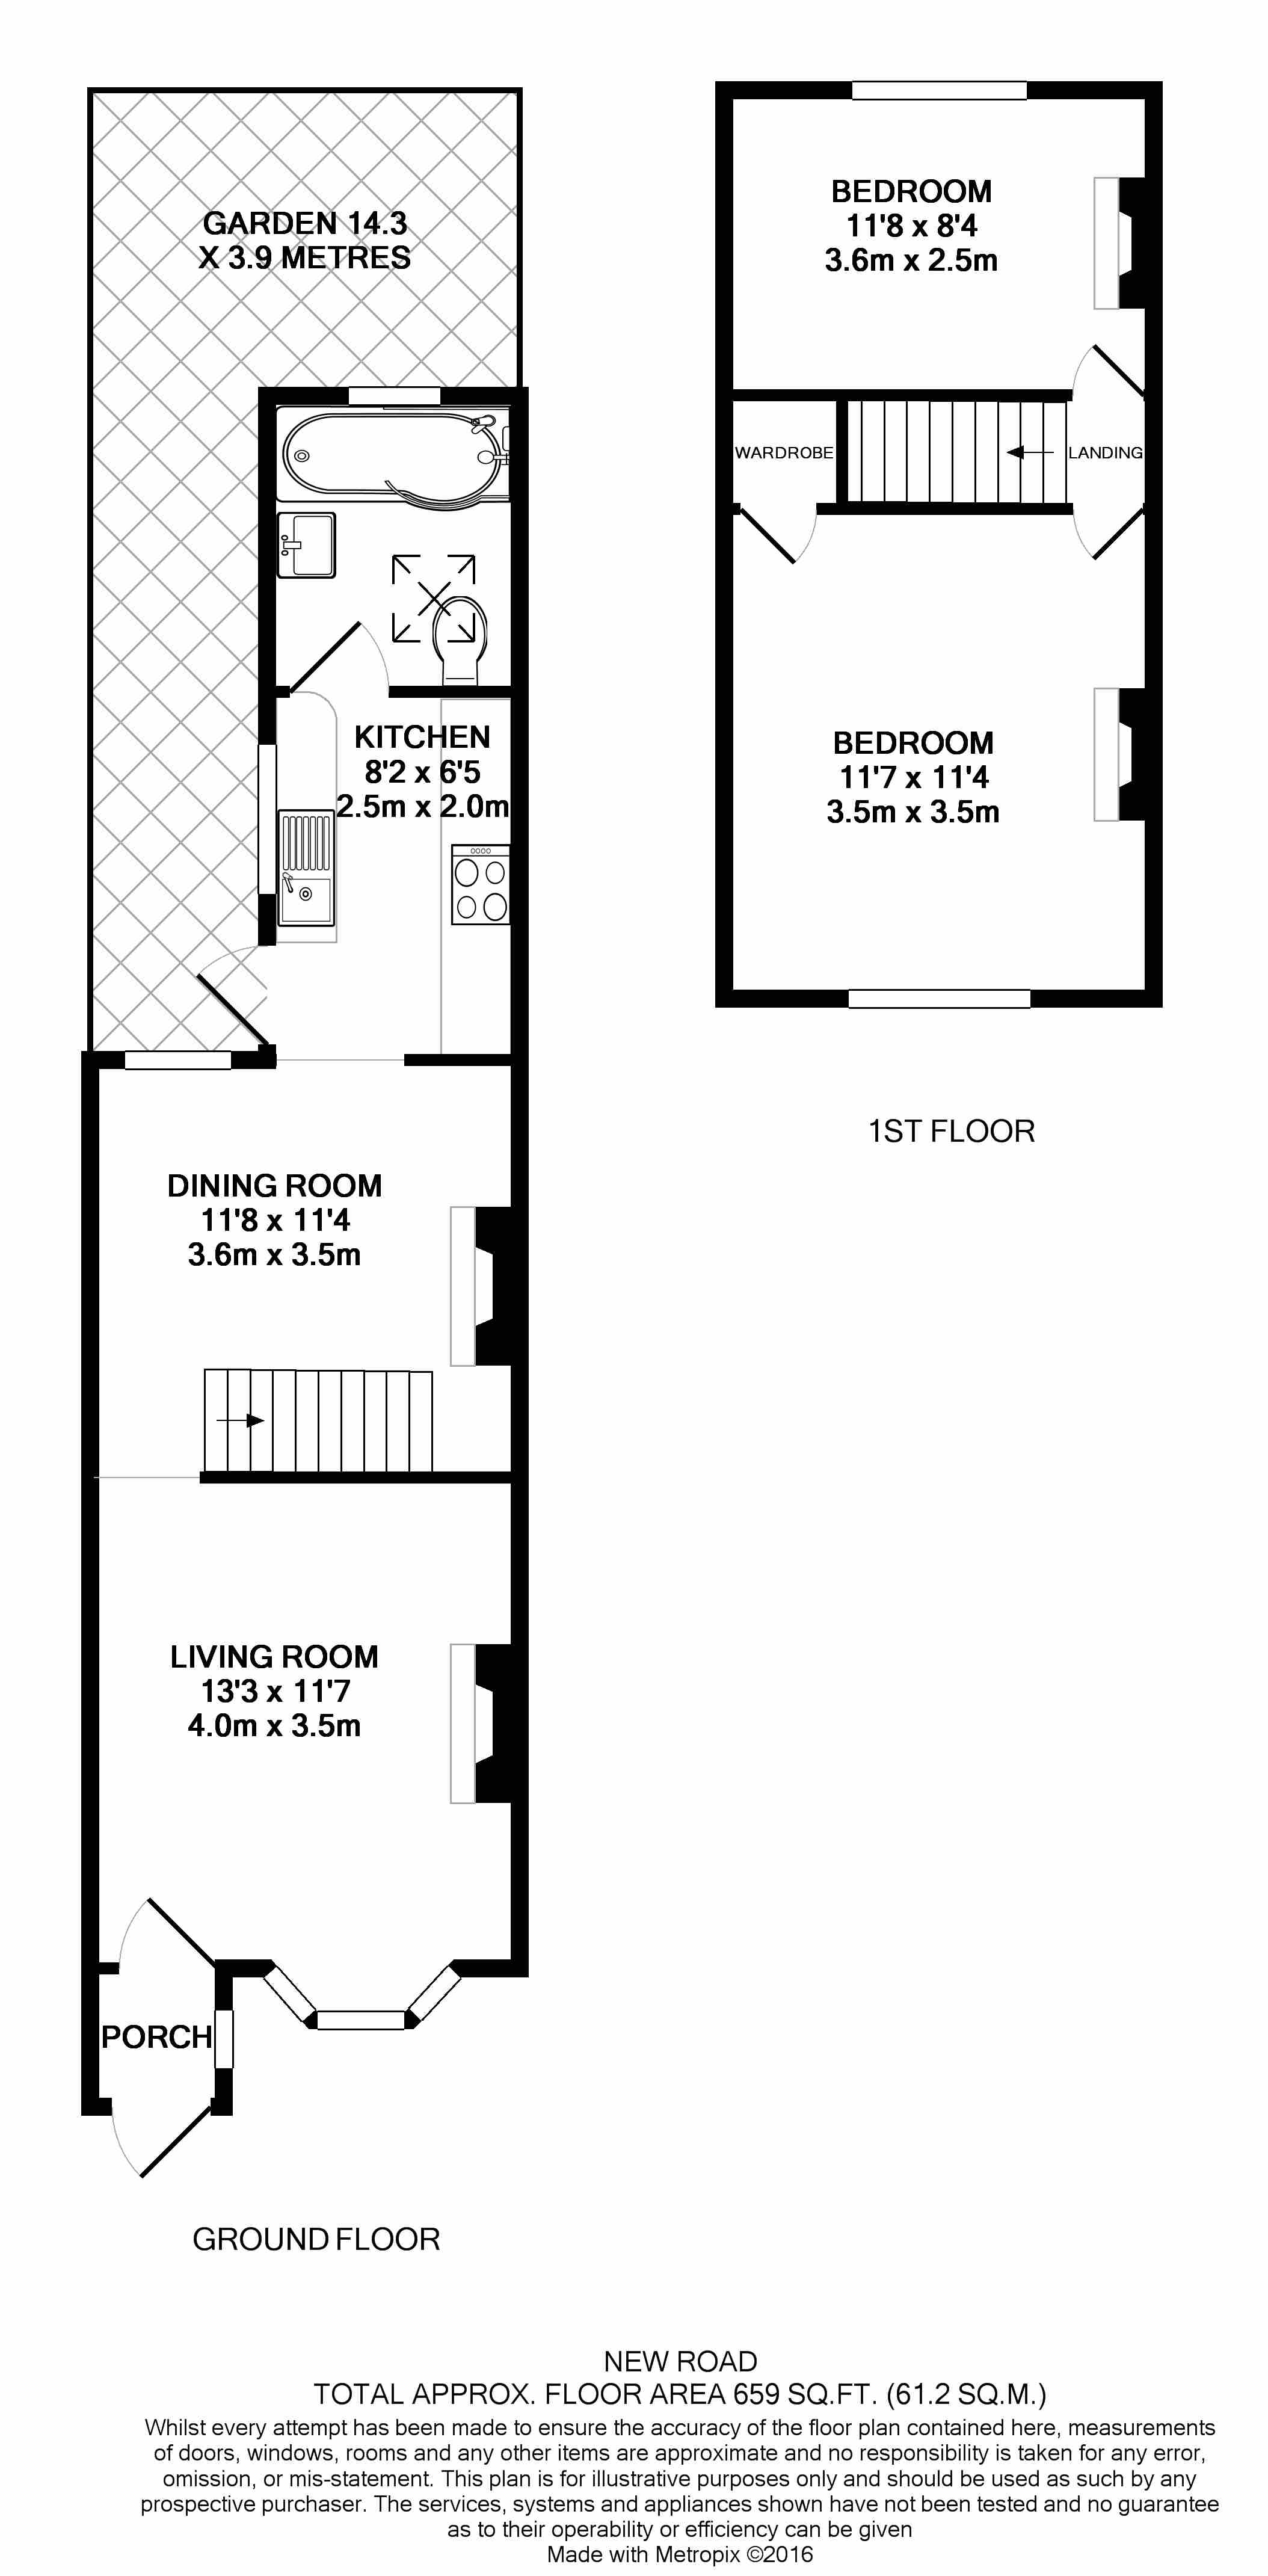 GARDEN 14.3
X 3.9 METRES
KITCHEN
8'2 x 6'5
2.5m x 2.0m
DINING ROOM
11'8 x 11'4
3.6m x 3.5m
LIVING ROOM
13'3 x 11'7
4.0m x 3.5m
PORCH
GROUND FLOOR
BEDROOM
11'8 x 8'4
3.6m x 2.5m
WARDROBE
LANDING
BEDROOM
11'7 x 11'4
3.5m x 3.5m
1ST FLOOR
NEW ROAD
TOTAL APPROX. FLOOR AREA 659 SQ.FT. (61.2 SQ.M.)
Whilst every attempt has been made to ensure the accuracy of the floor plan contained here, measurements
of doors, windows, rooms and any other items are approximate and no responsibility is taken for any error,
omission, or mis-statement. This plan is for illustrative purposes only and should be used as such by any
prospective purchaser. The services, systems and appliances shown have not been tested and no guarantee
as to their operability or efficiency can be given
Made with Metropix ©2016